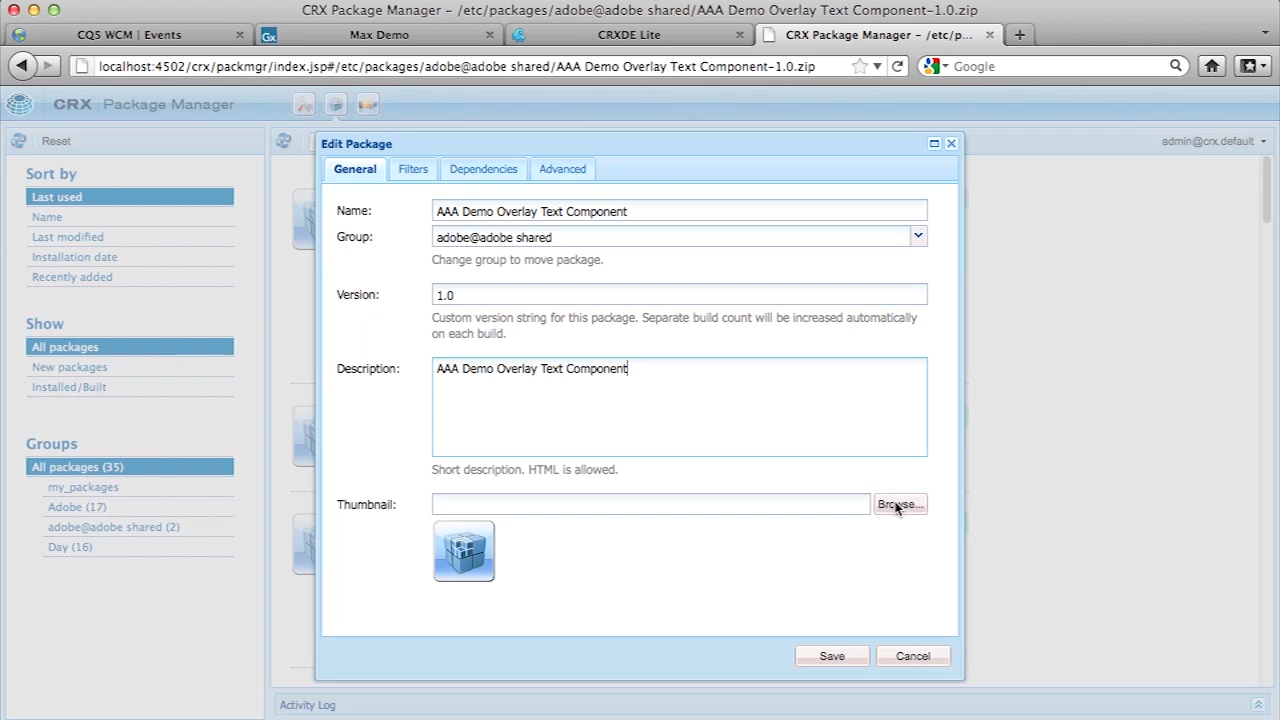 CRX Package Manager – /etc/packages/adobe@adobe shared/AAA Demo Overlay Text Component-1.0.zip
CQ5 WCM | Events
Gx
Max Demo
CRXDE Lite
CRX Package Manager – /etc/p...
localhost:4502/crx/packmgr/index.jsp#/etc/packages/adobe@adobe shared/AAA Demo Overlay Text Component-1.0.zip
Google
CRX Package Manager
Reset
admin@crx.default
Sort by
Last used
Name
Last modified
Installation date
Recently added
Show
All packages
New packages
Installed/Built
Groups
All packages (35)
my_packages
Adobe (17)
adobe@adobe shared (2)
Day (16)
Edit Package
General
Filters
Dependencies
Advanced
Name:
AAA Demo Overlay Text Component
Group:
adobe@adobe shared
Change group to move package.
Version:
1.0
Custom version string for this package. Separate build count will be increased automatically
on each build.
Description:
AAA Demo Overlay Text Component
Short description. HTML is allowed.
Thumbnail:
Browse...
Save
Cancel
Activity Log